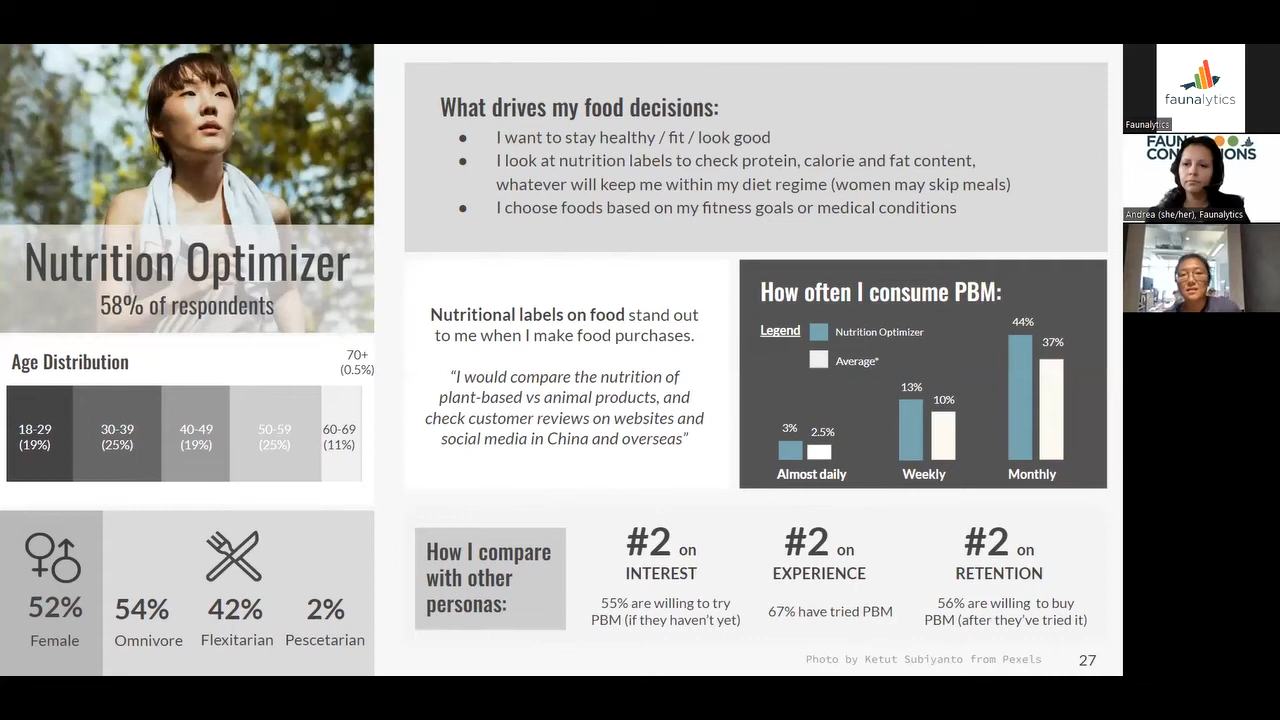 Nutrition Optimizer
58% of respondents
Age Distribution
70+
(0.5%)
18-29
(19%)
30-39
(25%)
40-49
(19%)
50-59
(25%)
60-69
(11%)
52%
Female
54%
Omnivore
42%
Flexitarian
2%
Pescetarian
What drives my food decisions:
● I want to stay healthy / fit / look good
● I look at nutrition labels to check protein, calorie and fat content,
whatever will keep me within my diet regime (women may skip meals)
● I choose foods based on my fitness goals or medical conditions
Nutritional labels on food stand out
to me when I make food purchases.
“I would compare the nutrition of
plant-based vs animal products, and
check customer reviews on websites and
social media in China and overseas”
How often I consume PBM:
Legend
Nutrition Optimizer
Average*
3%
2.5%
Almost daily
13%
10%
Weekly
44%
37%
Monthly
How I compare
with other
personas:
#2 on
INTEREST
55% are willing to try
PBM (if they haven’t yet)
#2 on
EXPERIENCE
67% have tried PBM
#2 on
RETENTION
56% are willing to buy
PBM (after they’ve tried it)
Photo by Ketut Subiyanto from Pexels
27
faunalytics
Faunalytics
Andrea (she/her), Faunalytics